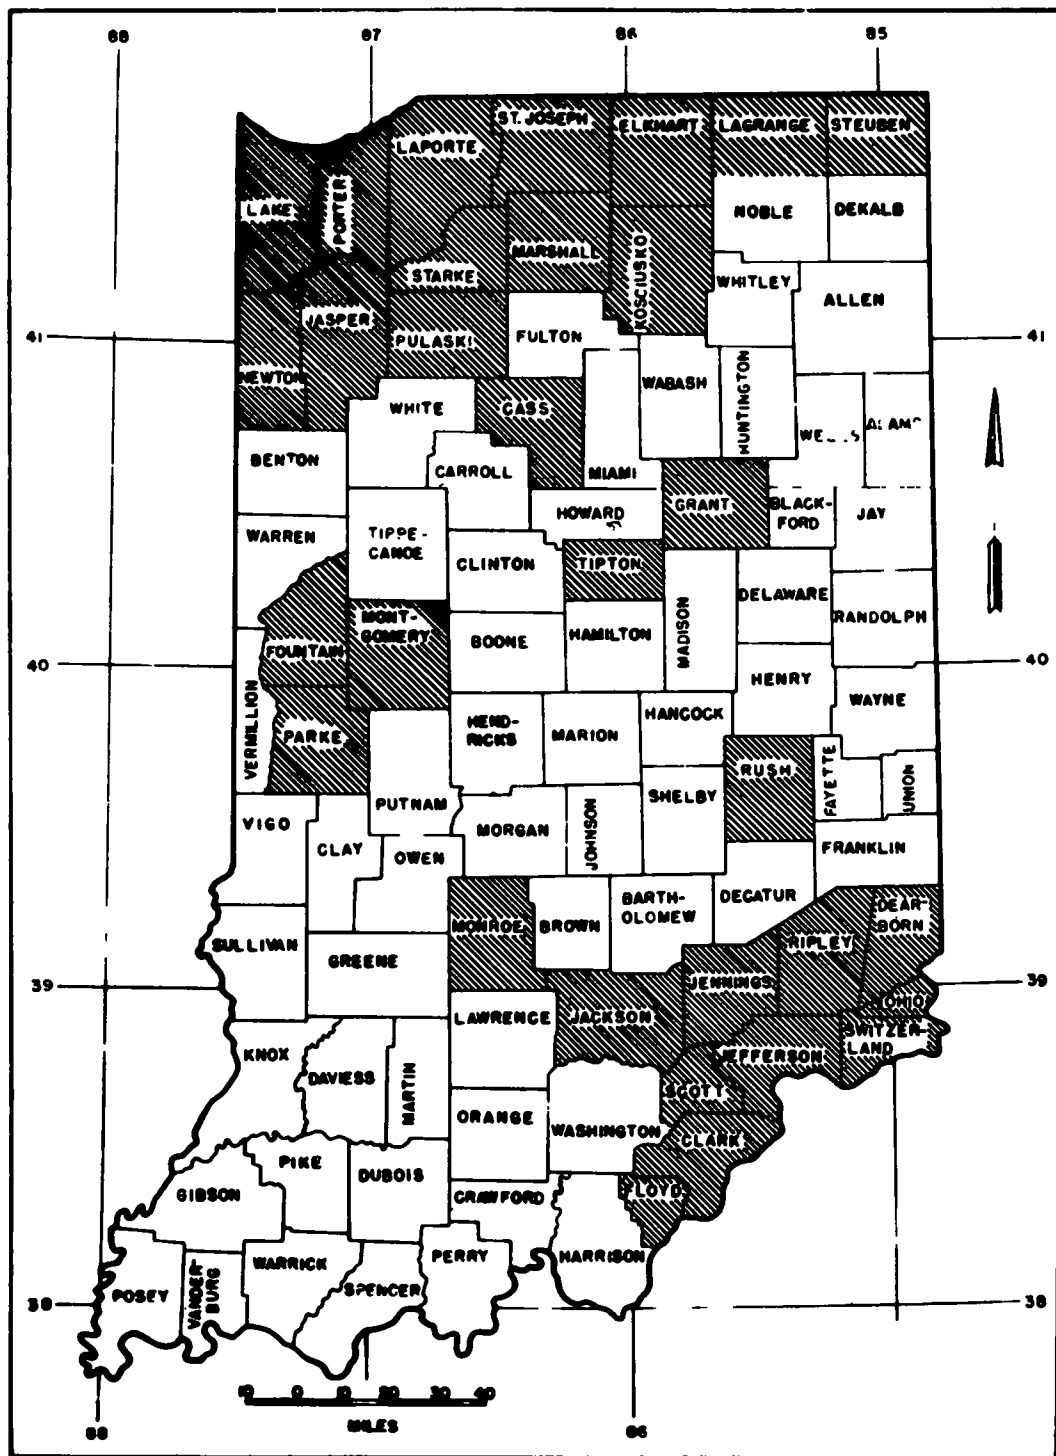 88 87 86 85
ST. JOSEPH
ELKHART
LAGRANGE
STEUBEN
LAPORTE
LAKE
PORTER
NOBLE
DEKALB
MARSHALL
KOSCIUSKO
STARKE
WHITLEY
ALLEN
JASPER
41
PULASKI
FULTON
41
NEWTON
WABASH
HUNTINGTON
WHITE
CASS
BENTON
CARROLL
MIAMI
GRANT
BLACK-
FORD
JAY
HOWARD
WARREN
TIPPE-
CANOE
CLINTON
TIPTON
DELAWARE
RANDOLPH
MONT-
GOMERY
BOONE
HAMILTON
MADISON
FOUNTAIN
40
40
HENRY
WAYNE
VERMILLION
PARKE
HEND-
RICKS
MARION
HANCOCK
RUSH
FAYETTE
UNION
PUTNAM
SHELBY
VIGO
CLAY
OWEN
MORGAN
JOHNSON
FRANKLIN
MONROE
BROWN
BARTH-
OLOMEW
DECATUR
DEAR-
BORN
SULLIVAN
GREENE
RIPLEY
39
JENNINGS
39
OHIO
LAWRENCE
JACKSON
SWITZER-
LAND
KNOX
DAVIESS
MARTIN
JEFFERSON
SCOTT
ORANGE
WASHINGTON
CLARK
PIKE
DUBOIS
GIBSON
CRAWFORD
FLOYD
WARRICK
PERRY
HARRISON
POSEY
VANDER-
BURG
SPENCER
38
38
10 0 10 20 30 40
MILES
88
86